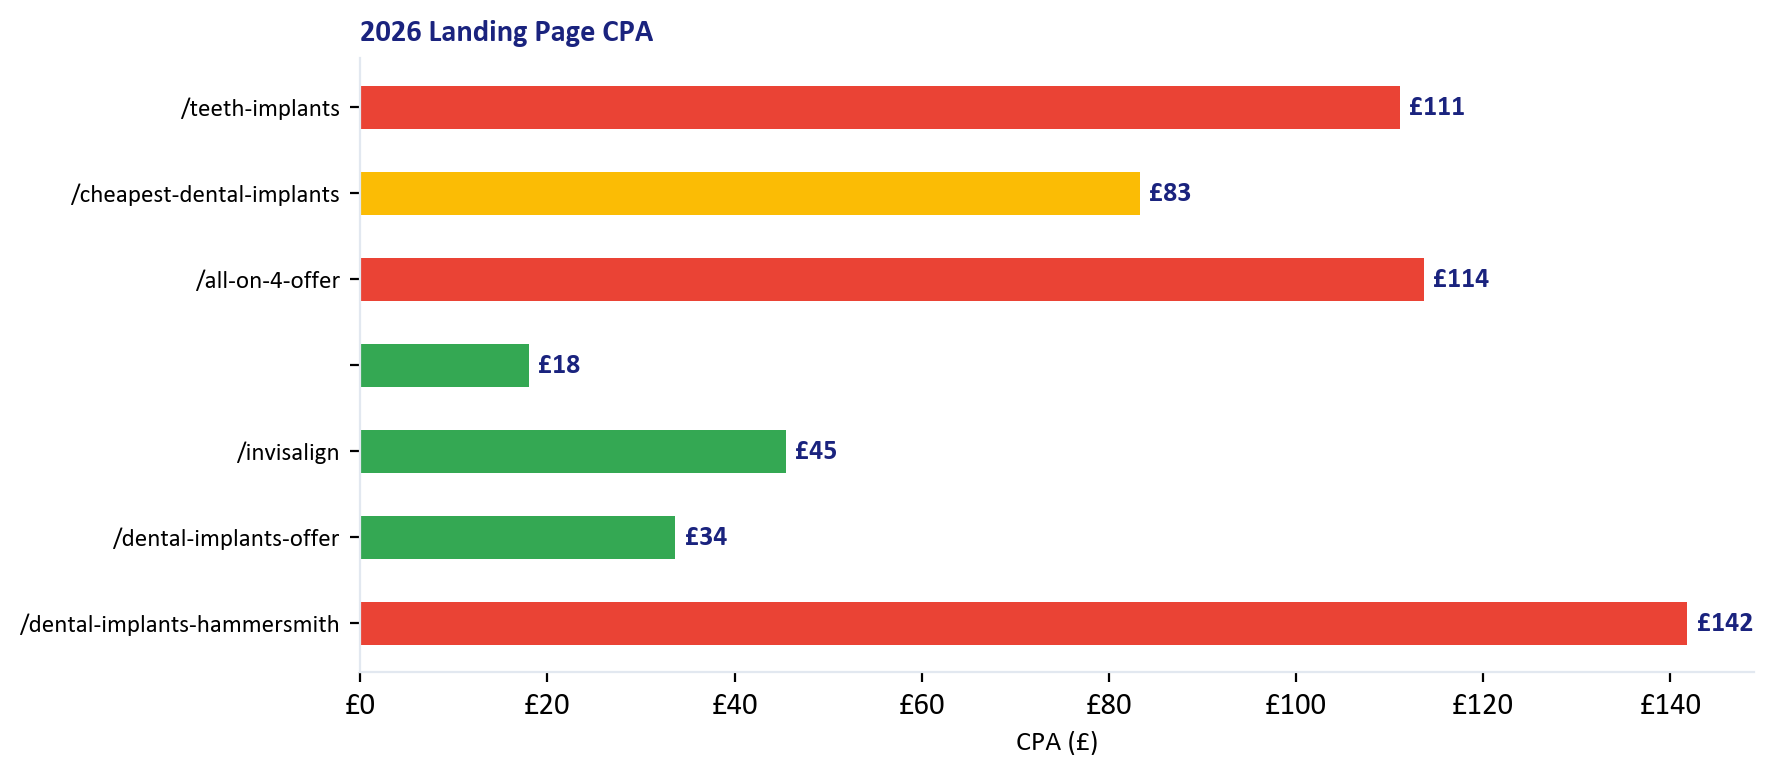 2026 Landing Page CPA
/teeth-implants £111
/cheapest-dental-implants £83
/all-on-4-offer £114
£18
/invisalign £45
/dental-implants-offer £34
/dental-implants-hammersmith £142
£0 £20 £40 £60 £80 £100 £120 £140
CPA (£)